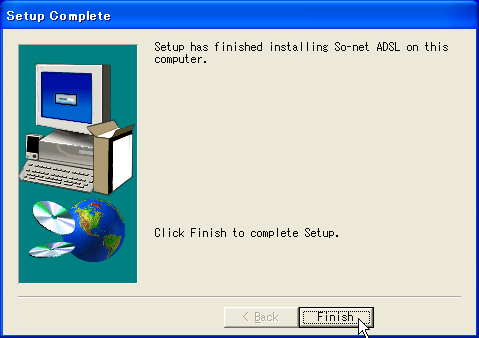 Setup Complete
Setup has finished installing So-net ADSL on this
computer.
Click Finish to complete Setup.
< Back
Finish